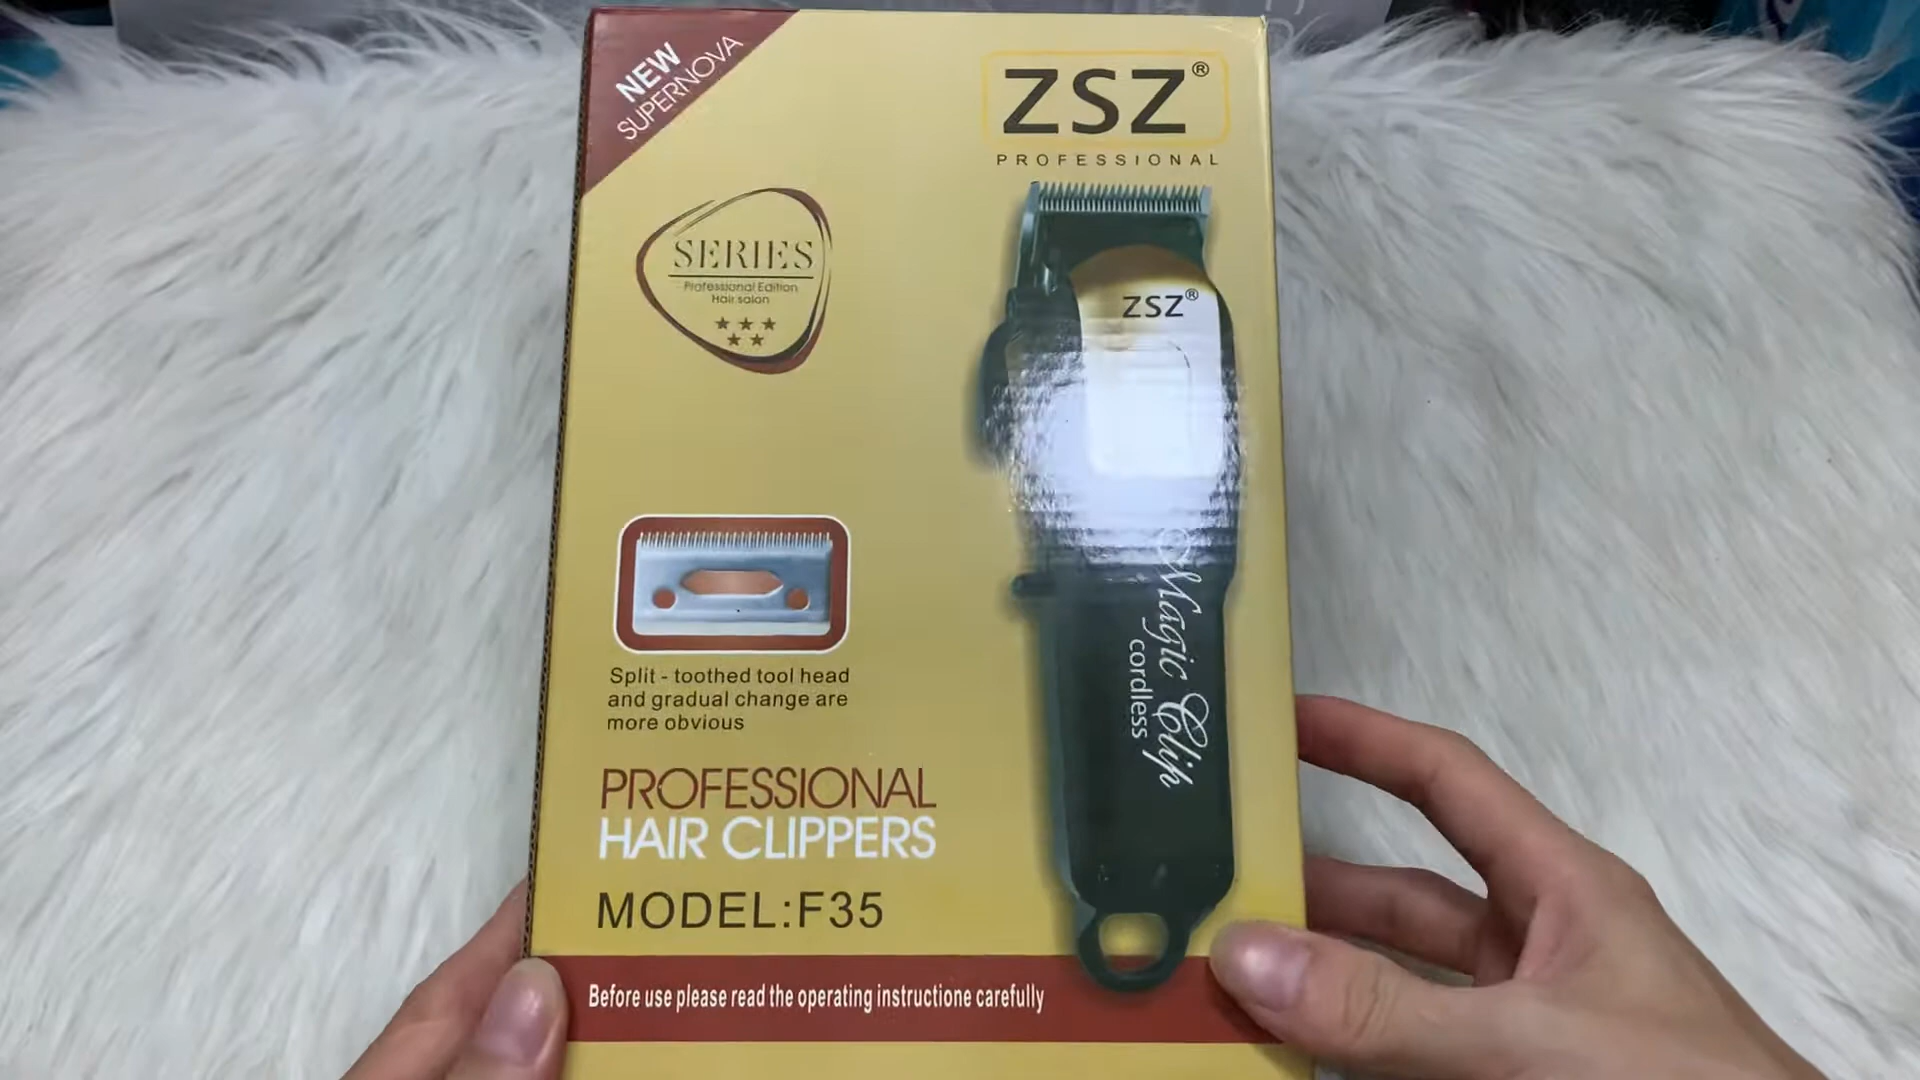 NEW
SUPERNOVA
ZSZ®
PROFESSIONAL
SERIES
Professional Edition
Hair salon
ZSZ®
Magic Clip
cordless
Split - toothed tool head
and gradual change are
more obvious
PROFESSIONAL
HAIR CLIPPERS
MODEL:F35
Before use please read the operating instructione carefully